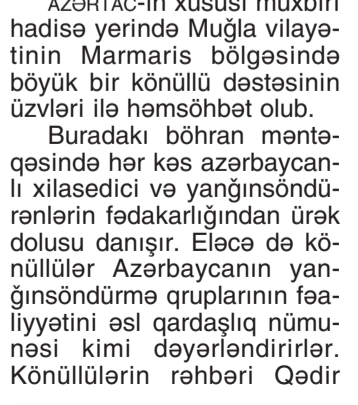 AZƏRTAC-ın xüsusi müxbiri
hadisə yerində Muğla vilayə-
tinin Marmaris bölgəsində
böyük bir könüllü dəstəsinin
üzvləri ilə həmsöhbət olub.
Buradakı böhran məntə-
qəsində hər kəs azərbaycan-
lı xilasedici və yanğınsöndü-
rənlərin fədakarlığından ürək
dolusu danışır. Eləcə də kö-
nüllülər Azərbaycanın yan-
ğınsöndürmə qruplarının fəa-
liyyətini əsl qardaşlıq nümu-
nəsi kimi dəyərləndirirlər.
Könüllülərin rəhbəri Qədir